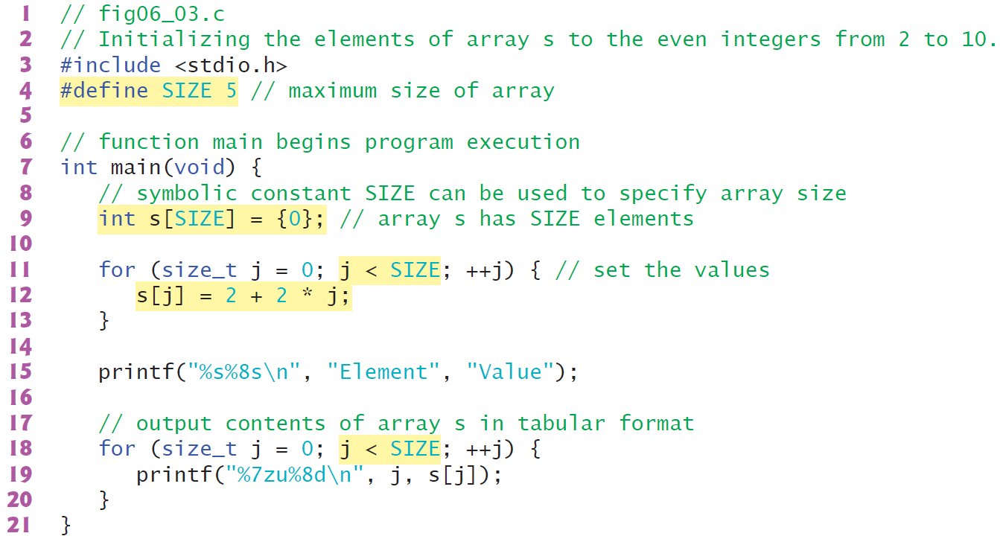 1 // fig06_03.c
2 // Initializing the elements of array s to the even integers from 2 to 10.
3 #include <stdio.h>
4 #define SIZE 5 // maximum size of array
5
6 // function main begins program execution
7 int main(void) {
8    // symbolic constant SIZE can be used to specify array size
9    int s[SIZE] = {0}; // array s has SIZE elements
10
11    for (size_t j = 0; j < SIZE; ++j) { // set the values
12       s[j] = 2 + 2 * j;
13    }
14
15    printf("%s%8s\n", "Element", "Value");
16
17    // output contents of array s in tabular format
18    for (size_t j = 0; j < SIZE; ++j) {
19       printf("%7zu%8d\n", j, s[j]);
20    }
21 }